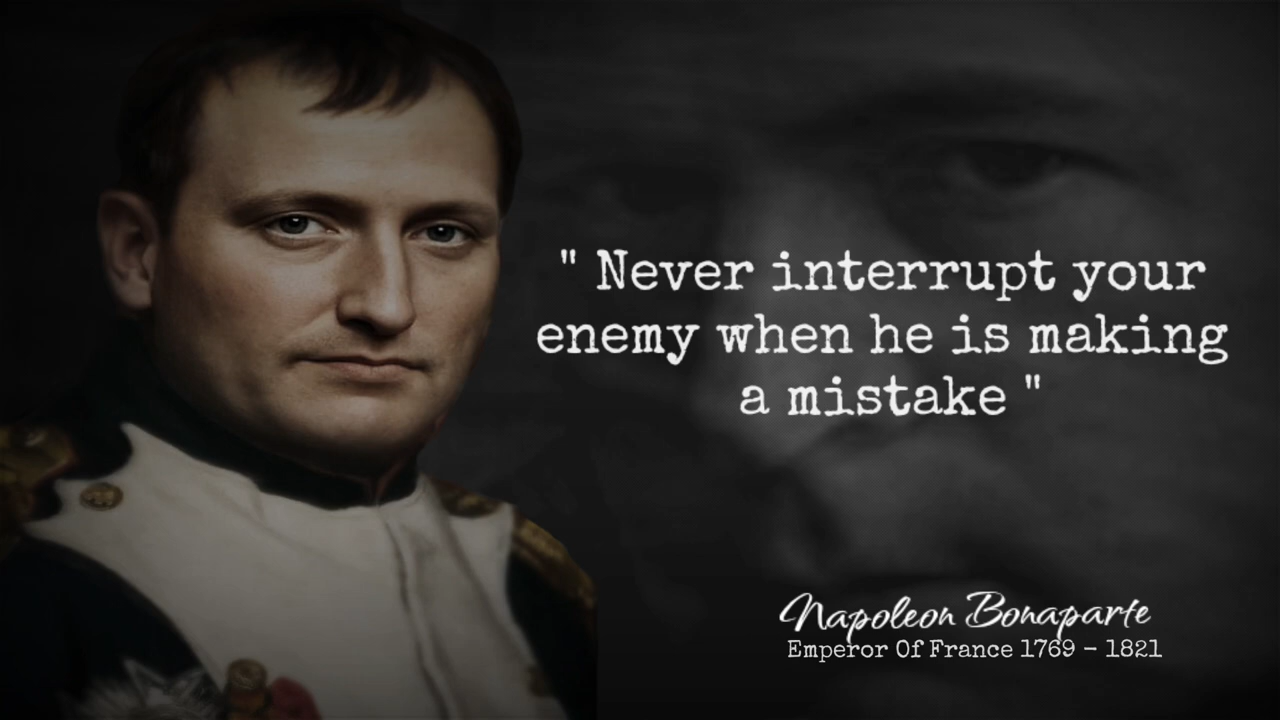 " Never interrupt your
enemy when he is making
a mistake "
Napoleon Bonaparte
Emperor Of France 1769 - 1821